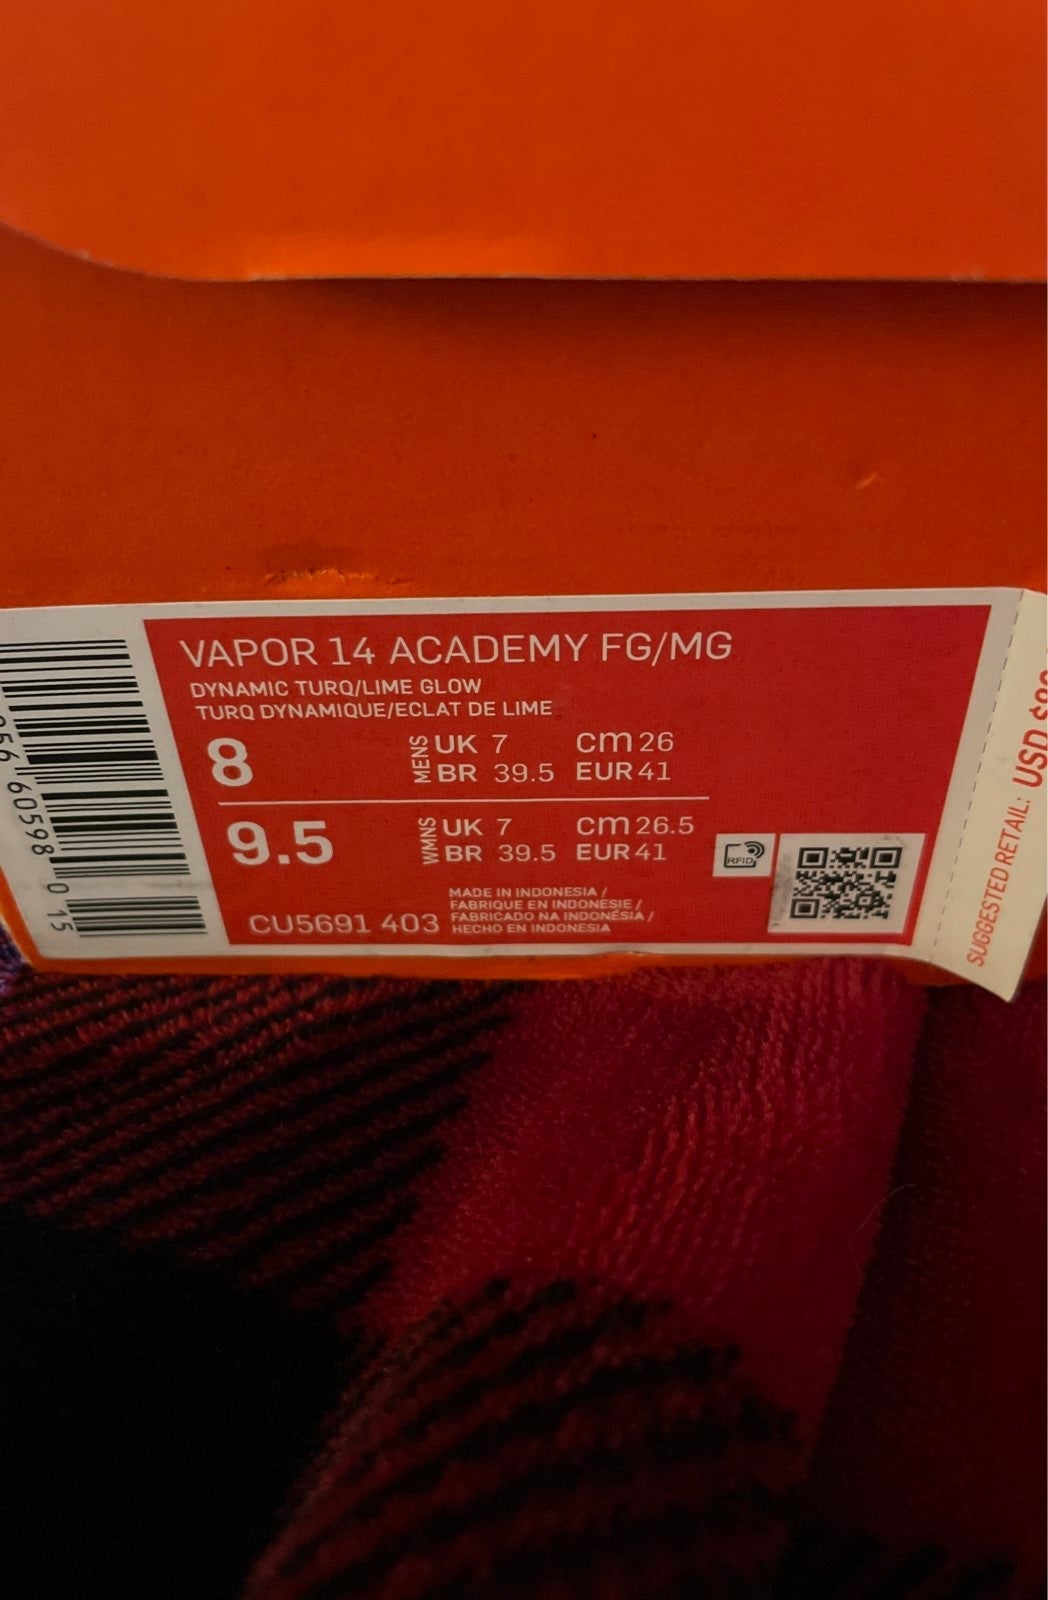 VAPOR 14 ACADEMY FG/MG
DYNAMIC TURQ/LIME GLOW
TURQ DYNAMIQUE/ECLAT DE LIME
8
MENS
UK 7 cm 26
BR 39.5 EUR 41
9.5
WMNS
UK 7 cm 26.5
BR 39.5 EUR 41
RFID
MADE IN INDONESIA /
FABRIQUE EN INDONESIE /
FABRICADO NA INDONÉSIA /
HECHO EN INDONESIA
CU5691 403
60598 0 15
SUGGESTED RETAIL: USD